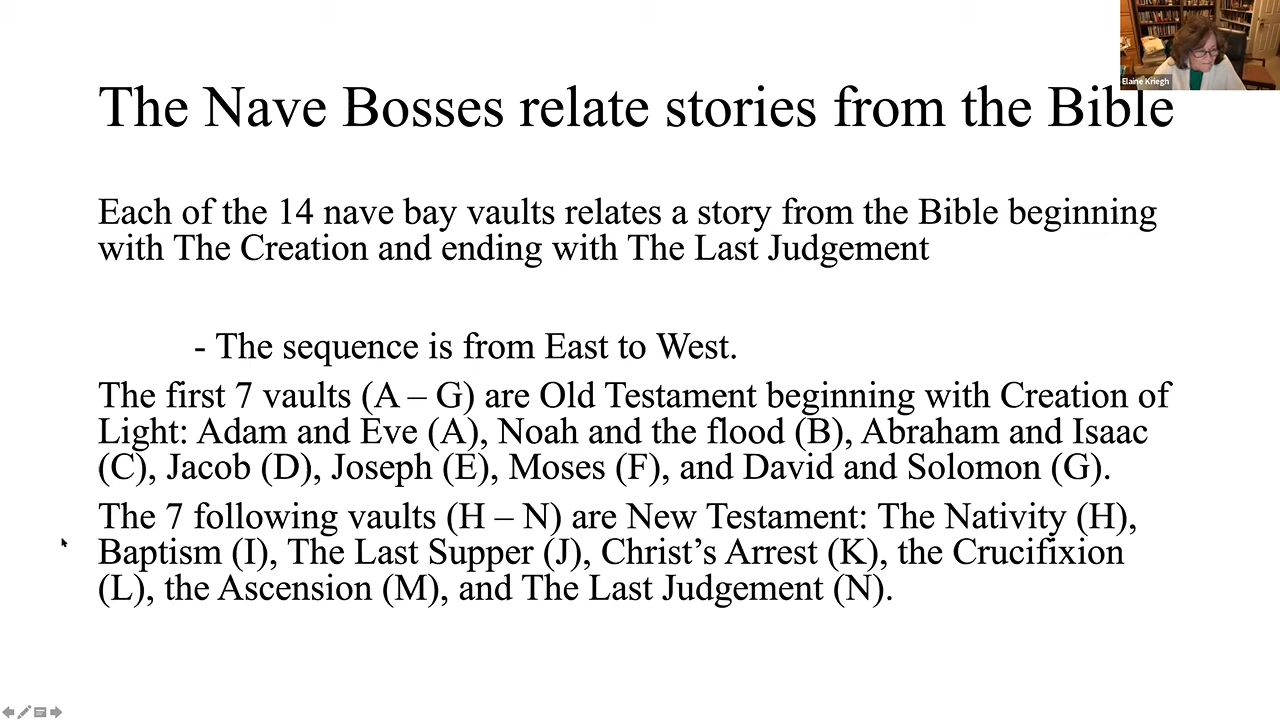 Elaine Kriegh
The Nave Bosses relate stories from the Bible
Each of the 14 nave bay vaults relates a story from the Bible beginning
with The Creation and ending with The Last Judgement
- The sequence is from East to West.
The first 7 vaults (A – G) are Old Testament beginning with Creation of
Light: Adam and Eve (A), Noah and the flood (B), Abraham and Isaac
(C), Jacob (D), Joseph (E), Moses (F), and David and Solomon (G).
The 7 following vaults (H – N) are New Testament: The Nativity (H),
Baptism (I), The Last Supper (J), Christ’s Arrest (K), the Crucifixion
(L), the Ascension (M), and The Last Judgement (N).